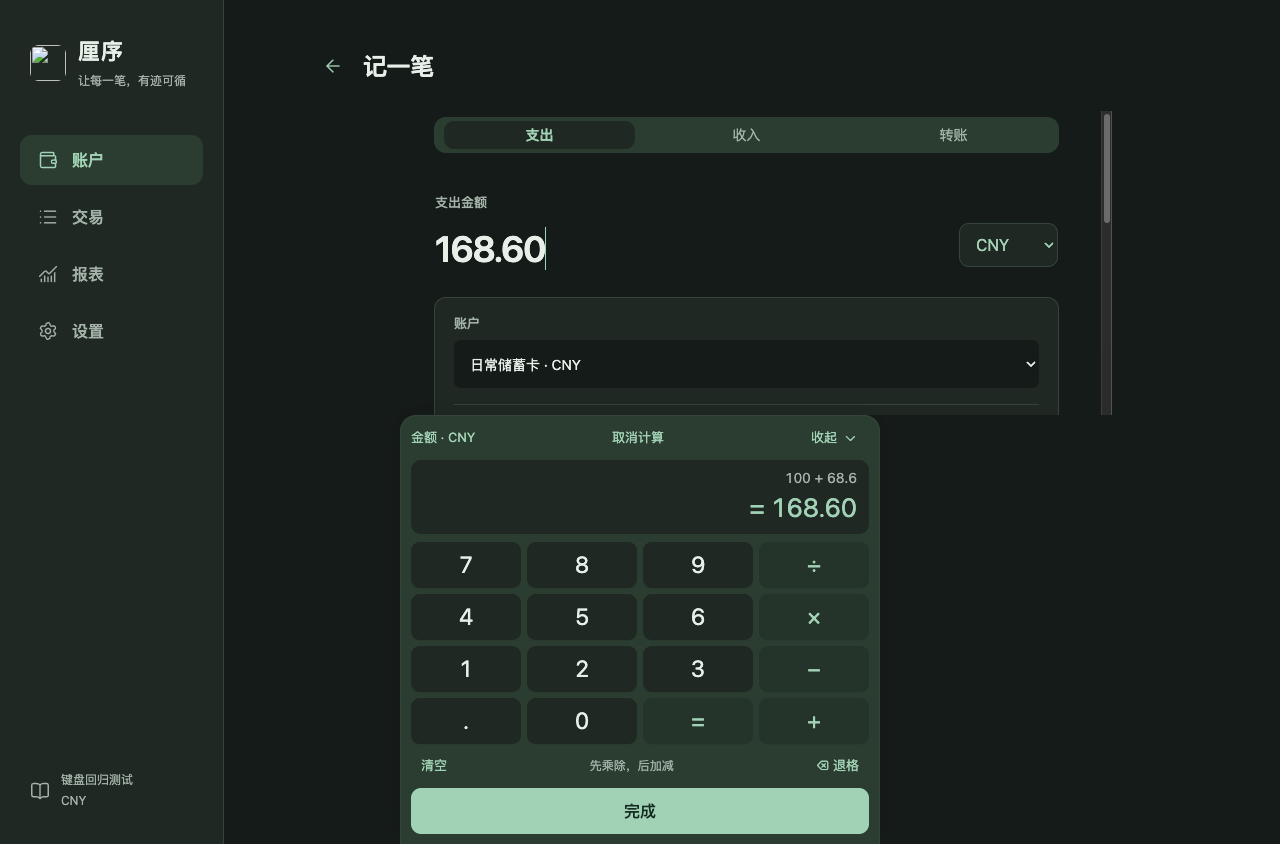 厘序
让每一笔，有迹可循
账户
交易
报表
设置
键盘回归测试
CNY
记一笔
支出
收入
转账
支出金额
168.60
CNY
账户
日常储蓄卡 · CNY
金额 · CNY
取消计算
收起
100 + 68.6
= 168.60
7 8 9 ÷
4 5 6 ×
1 2 3 −
. 0 = +
清空
先乘除，后加减
退格
完成